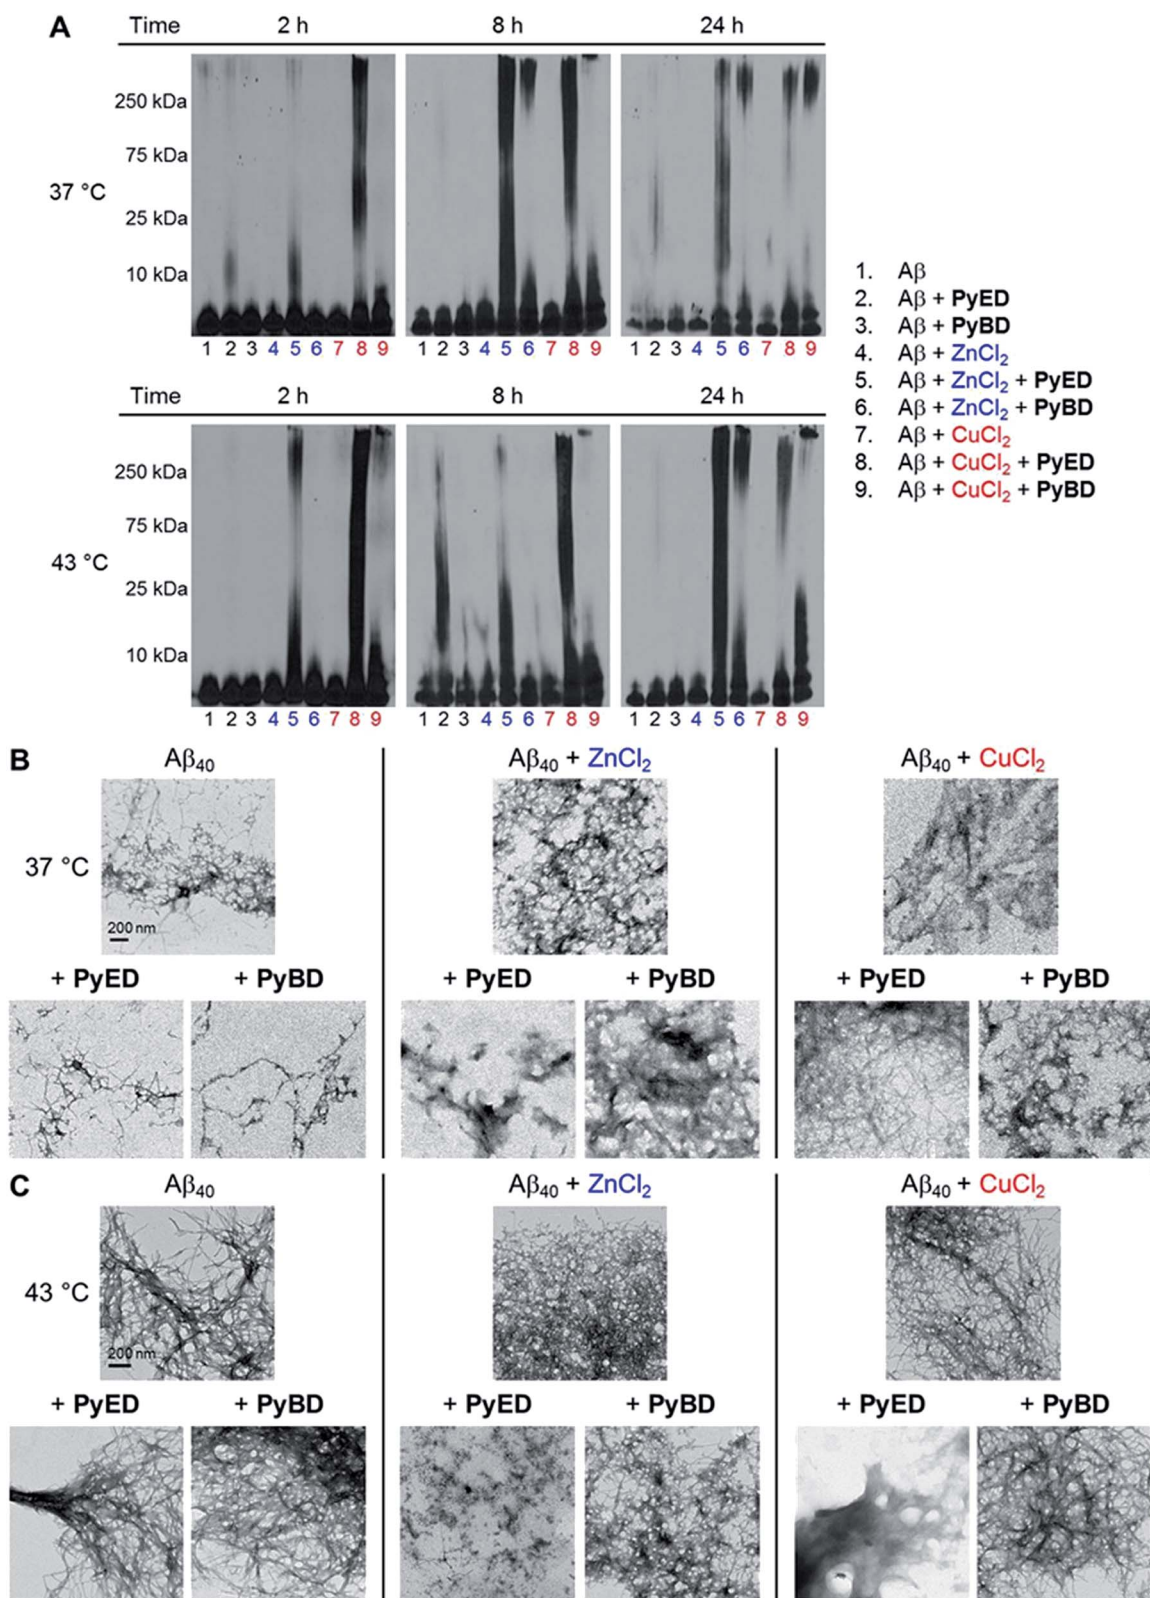 A
Time 2 h 8 h 24 h
250 kDa
75 kDa
37 °C
25 kDa
10 kDa
1 2 3 4 5 6 7 8 9 1 2 3 4 5 6 7 8 9 1 2 3 4 5 6 7 8 9
Time 2 h 8 h 24 h
250 kDa
75 kDa
43 °C
25 kDa
10 kDa
1 2 3 4 5 6 7 8 9 1 2 3 4 5 6 7 8 9 1 2 3 4 5 6 7 8 9
1. Aβ
2. Aβ + PyED
3. Aβ + PyBD
4. Aβ + ZnCl₂
5. Aβ + ZnCl₂ + PyED
6. Aβ + ZnCl₂ + PyBD
7. Aβ + CuCl₂
8. Aβ + CuCl₂ + PyED
9. Aβ + CuCl₂ + PyBD
B Aβ₄₀ Aβ₄₀ + ZnCl₂ Aβ₄₀ + CuCl₂
37 °C
200 nm
+ PyED + PyBD + PyED + PyBD + PyED + PyBD
C Aβ₄₀ Aβ₄₀ + ZnCl₂ Aβ₄₀ + CuCl₂
43 °C
200 nm
+ PyED + PyBD + PyED + PyBD + PyED + PyBD